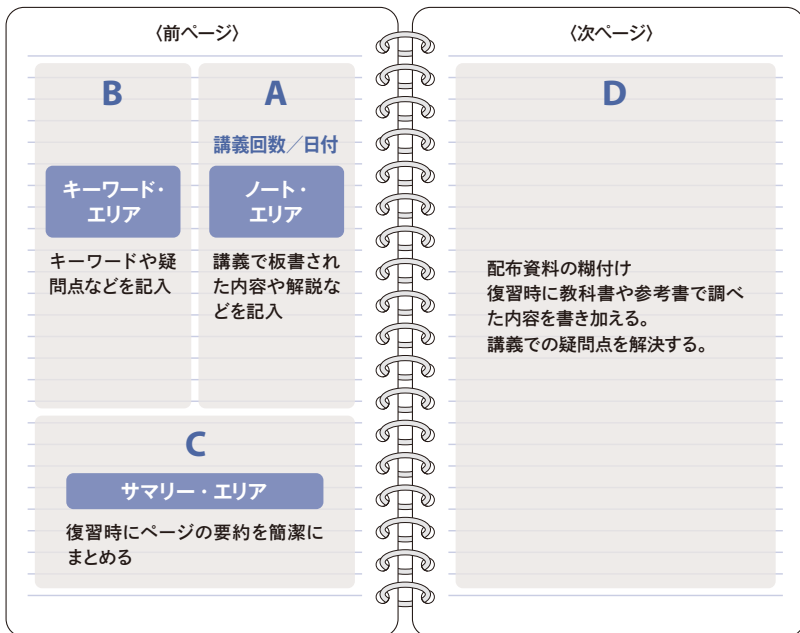 〈前ページ〉
B
キーワード・
エリア
キーワードや疑
問点などを記入
A
講義回数／日付
ノート・
エリア
講義で板書され
た内容や解説な
どを記入
C
サマリー・エリア
復習時にページの要約を簡潔に
まとめる
〈次ページ〉
D
配布資料の糊付け
復習時に教科書や参考書で調べ
た内容を書き加える。
講義での疑問点を解決する。